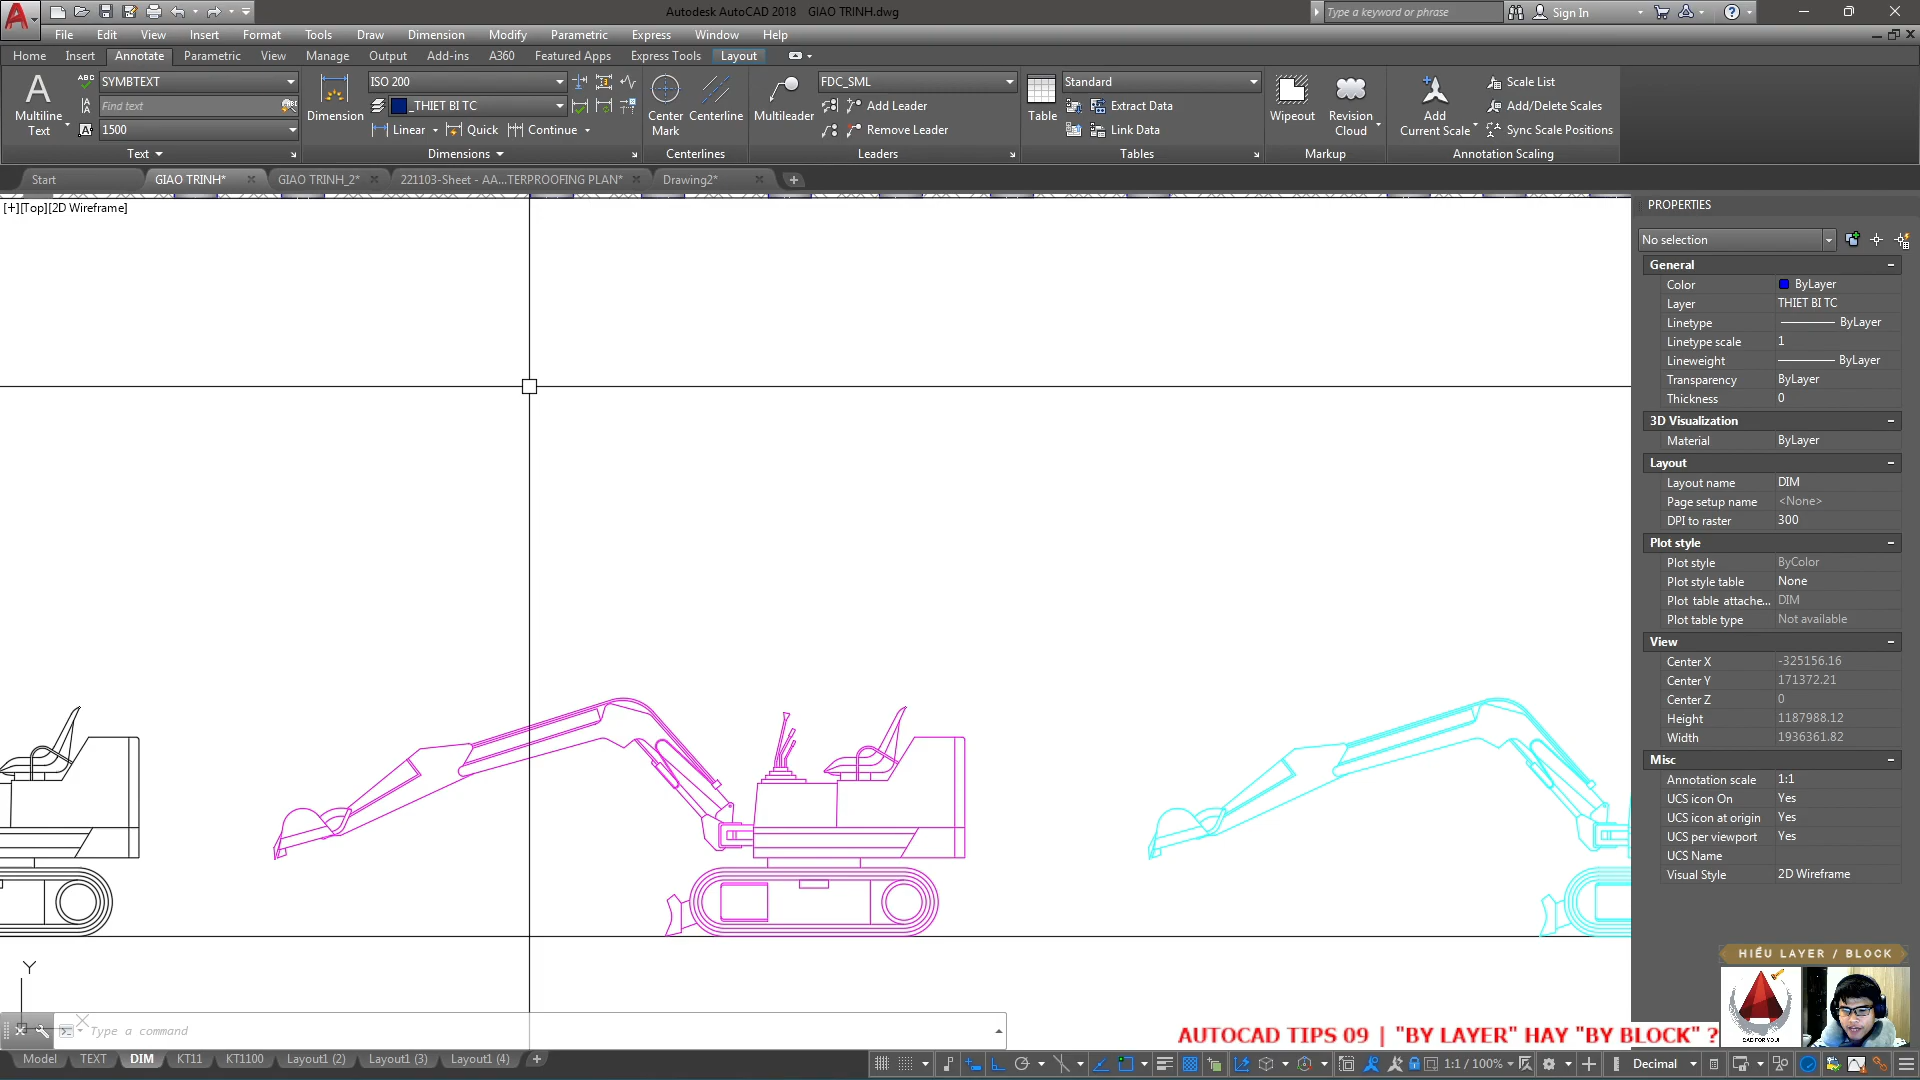 Autodesk AutoCAD 2018 GIAO TRINH.dwg
Type a keyword or phrase
Sign In
File Edit View Insert Format Tools Draw Dimension Modify Parametric Express Window Help
Home Insert Annotate Parametric View Manage Output Add-ins A360 Featured Apps Express Tools Layout
Multiline Text
SYMBTEXT
Find text
1500
Text
Dimension
ISO 200
_THIET BI TC
Linear Quick Continue
Dimensions
Center Mark
Centerline
Centerlines
Multileader
FDC_SML
Add Leader
Remove Leader
Leaders
Table
Standard
Extract Data
Link Data
Tables
Wipeout
Revision Cloud
Markup
Add Current Scale
Scale List
Add/Delete Scales
Sync Scale Positions
Annotation Scaling
Start GIAO TRINH* GIAO TRINH_2* 221103-Sheet - AA...TERPROOFING PLAN* Drawing2*
[+][Top][2D Wireframe]
PROPERTIES
No selection
General
Color ByLayer
Layer THIET BI TC
Linetype ByLayer
Linetype scale 1
Lineweight ByLayer
Transparency ByLayer
Thickness 0
3D Visualization
Material ByLayer
Layout
Layout name DIM
Page setup name <None>
DPI to raster 300
Plot style
Plot style ByColor
Plot style table None
Plot table attache... DIM
Plot table type Not available
View
Center X -325156.16
Center Y 171372.21
Center Z 0
Height 1187988.12
Width 1936361.82
Misc
Annotation scale 1:1
UCS icon On Yes
UCS icon at origin Yes
UCS per viewport Yes
UCS Name
Visual Style 2D Wireframe
HIỂU LAYER / BLOCK
CAD FOR YOU!
Y
Type a command
AUTOCAD TIPS 09 | "BY LAYER" HAY "BY BLOCK" ?
Model TEXT DIM KT11 KT1100 Layout1 (2) Layout1 (3) Layout1 (4)
1:1 / 100%
Decimal